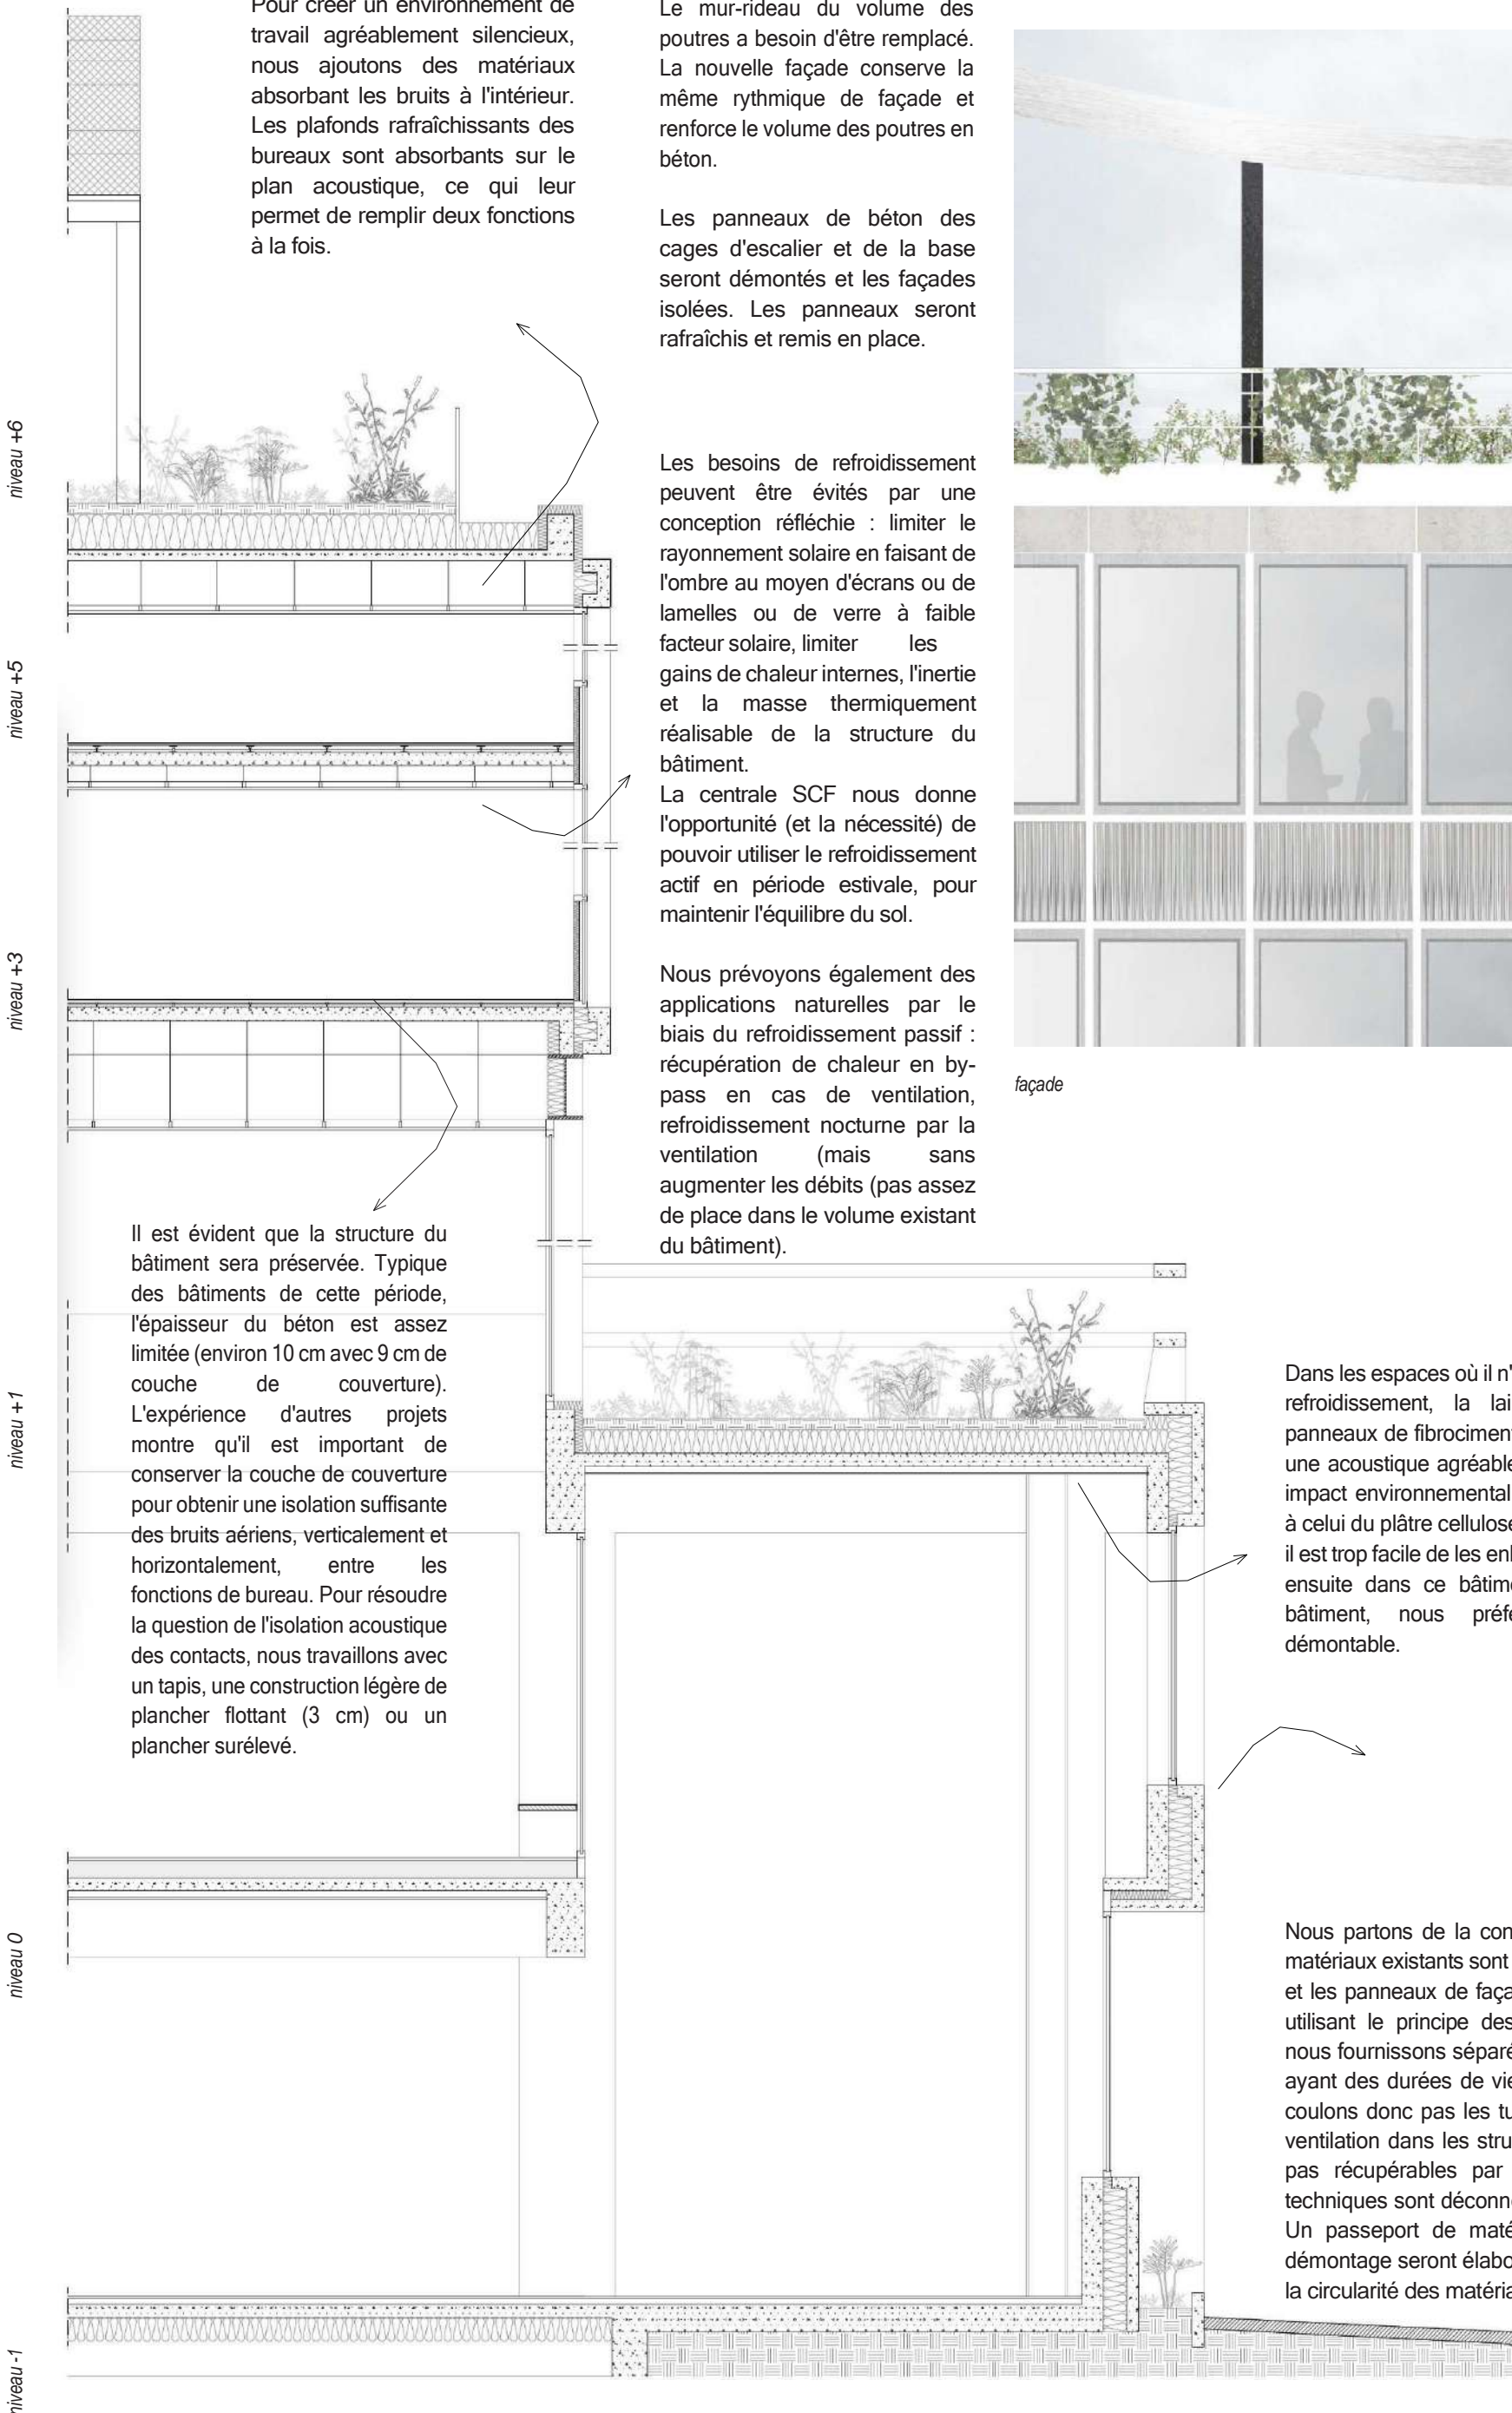 Pour créer un environnement de
travail agréablement silencieux,
nous ajoutons des matériaux
absorbant les bruits à l'intérieur.
Les plafonds rafraîchissants des
bureaux sont absorbants sur le
plan acoustique, ce qui leur
permet de remplir deux fonctions
à la fois.
Le mur-rideau du volume des
poutres a besoin d'être remplacé.
La nouvelle façade conserve la
même rythmique de façade et
renforce le volume des poutres en
béton.
Les panneaux de béton des
cages d'escalier et de la base
seront démontés et les façades
isolées. Les panneaux seront
rafraîchis et remis en place.
Les besoins de refroidissement
peuvent être évités par une
conception réfléchie : limiter le
rayonnement solaire en faisant de
l'ombre au moyen d'écrans ou de
lamelles ou de verre à faible
facteur solaire, limiter les
gains de chaleur internes, l'inertie
et la masse thermiquement
réalisable de la structure du
bâtiment.
La centrale SCF nous donne
l'opportunité (et la nécessité) de
pouvoir utiliser le refroidissement
actif en période estivale, pour
maintenir l'équilibre du sol.
Nous prévoyons également des
applications naturelles par le
biais du refroidissement passif :
récupération de chaleur en by-
pass en cas de ventilation,
refroidissement nocturne par la
ventilation (mais sans
augmenter les débits (pas assez
de place dans le volume existant
du bâtiment).
façade
Il est évident que la structure du
bâtiment sera préservée. Typique
des bâtiments de cette période,
l'épaisseur du béton est assez
limitée (environ 10 cm avec 9 cm de
couche de couverture).
L'expérience d'autres projets
montre qu'il est important de
conserver la couche de couverture
pour obtenir une isolation suffisante
des bruits aériens, verticalement et
horizontalement, entre les
fonctions de bureau. Pour résoudre
la question de l'isolation acoustique
des contacts, nous travaillons avec
un tapis, une construction légère de
plancher flottant (3 cm) ou un
plancher surélevé.
Dans les espaces où il n'
refroidissement, la lai
panneaux de fibrociment
une acoustique agréable
impact environnemental
à celui du plâtre cellulose
il est trop facile de les enl
ensuite dans ce bâtime
bâtiment, nous préfé
démontable.
Nous partons de la con
matériaux existants sont
et les panneaux de faça
utilisant le principe des
nous fournissons séparé
ayant des durées de vie
coulons donc pas les tu
ventilation dans les stru
pas récupérables par
techniques sont déconne
Un passeport de maté
démontage seront élabo
la circularité des matéria
niveau +6
niveau +5
niveau +3
niveau +1
niveau 0
niveau -1